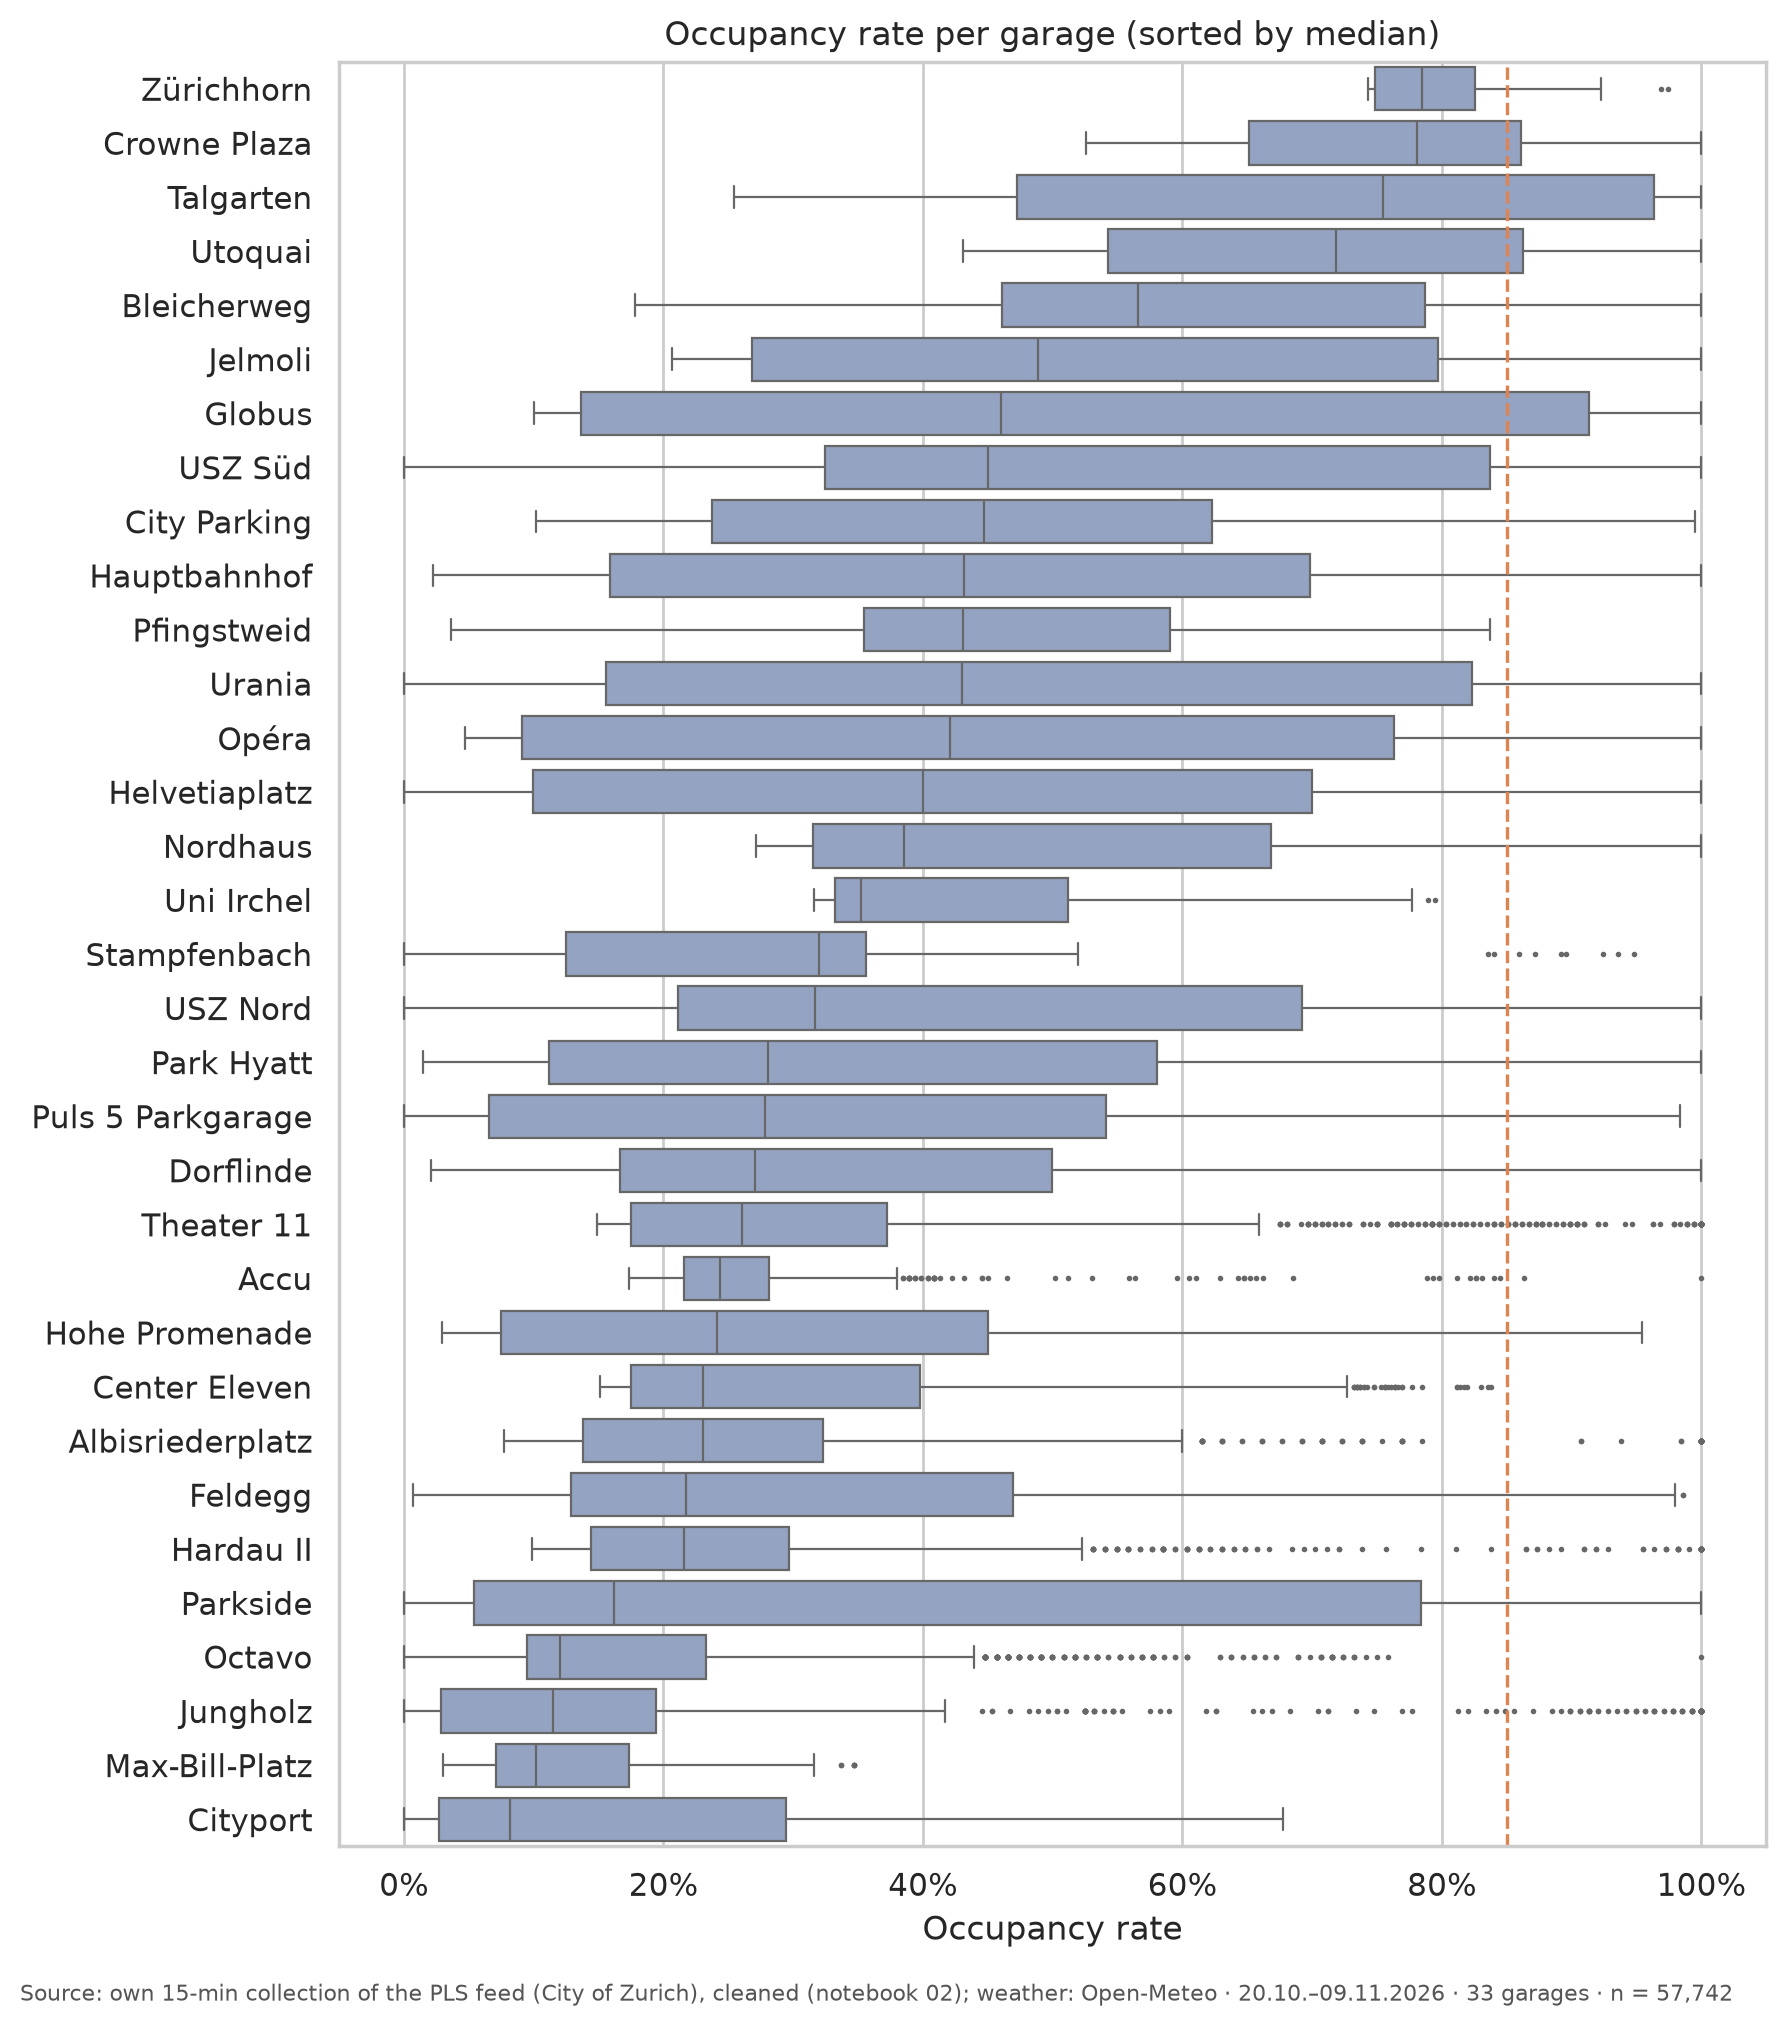 Occupancy rate per garage (sorted by median)
Zürichhorn
Crowne Plaza
Talgarten
Utoquai
Bleicherweg
Jelmoli
Globus
USZ Süd
City Parking
Hauptbahnhof
Pfingstweid
Urania
Opéra
Helvetiaplatz
Nordhaus
Uni Irchel
Stampfenbach
USZ Nord
Park Hyatt
Puls 5 Parkgarage
Dorflinde
Theater 11
Accu
Hohe Promenade
Center Eleven
Albisriederplatz
Feldegg
Hardau II
Parkside
Octavo
Jungholz
Max-Bill-Platz
Cityport
0% 20% 40% 60% 80% 100%
Occupancy rate
Source: own 15-min collection of the PLS feed (City of Zurich), cleaned (notebook 02); weather: Open-Meteo · 20.10.–09.11.2026 · 33 garages · n = 57,742